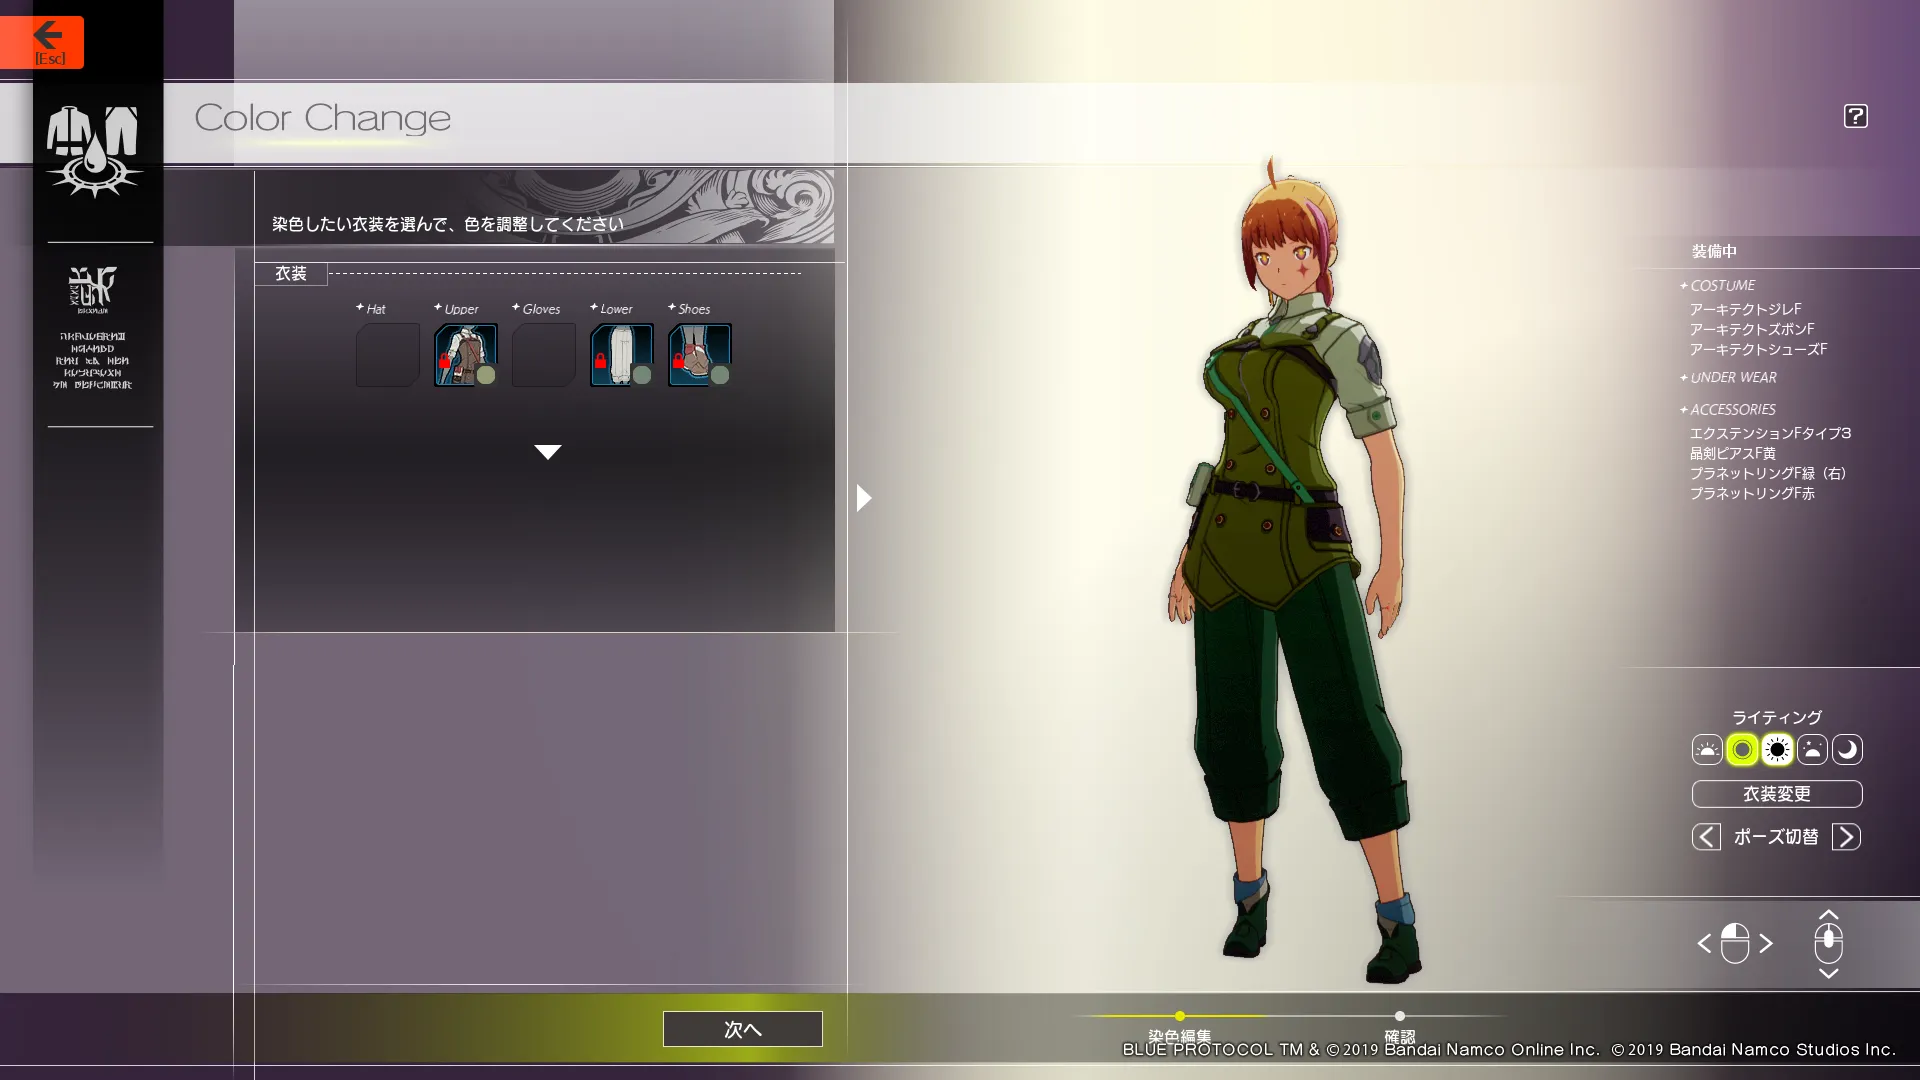 [Esc]
Color Change
?
染色したい衣装を選んで、色を調整してください
衣装
Hat
Upper
Gloves
Lower
Shoes
装備中
COSTUME
アーキテクトジレF
アーキテクトズボンF
アーキテクトシューズF
UNDER WEAR
ACCESSORIES
エクステンションFタイプ3
晶剣ピアスF黄
プラネットリングF緑（右）
プラネットリングF赤
ライティング
衣装変更
ポーズ切替
次へ
染色編集
確認
BLUE PROTOCOL TM & ©2019 Bandai Namco Online Inc. ©2019 Bandai Namco Studios Inc.